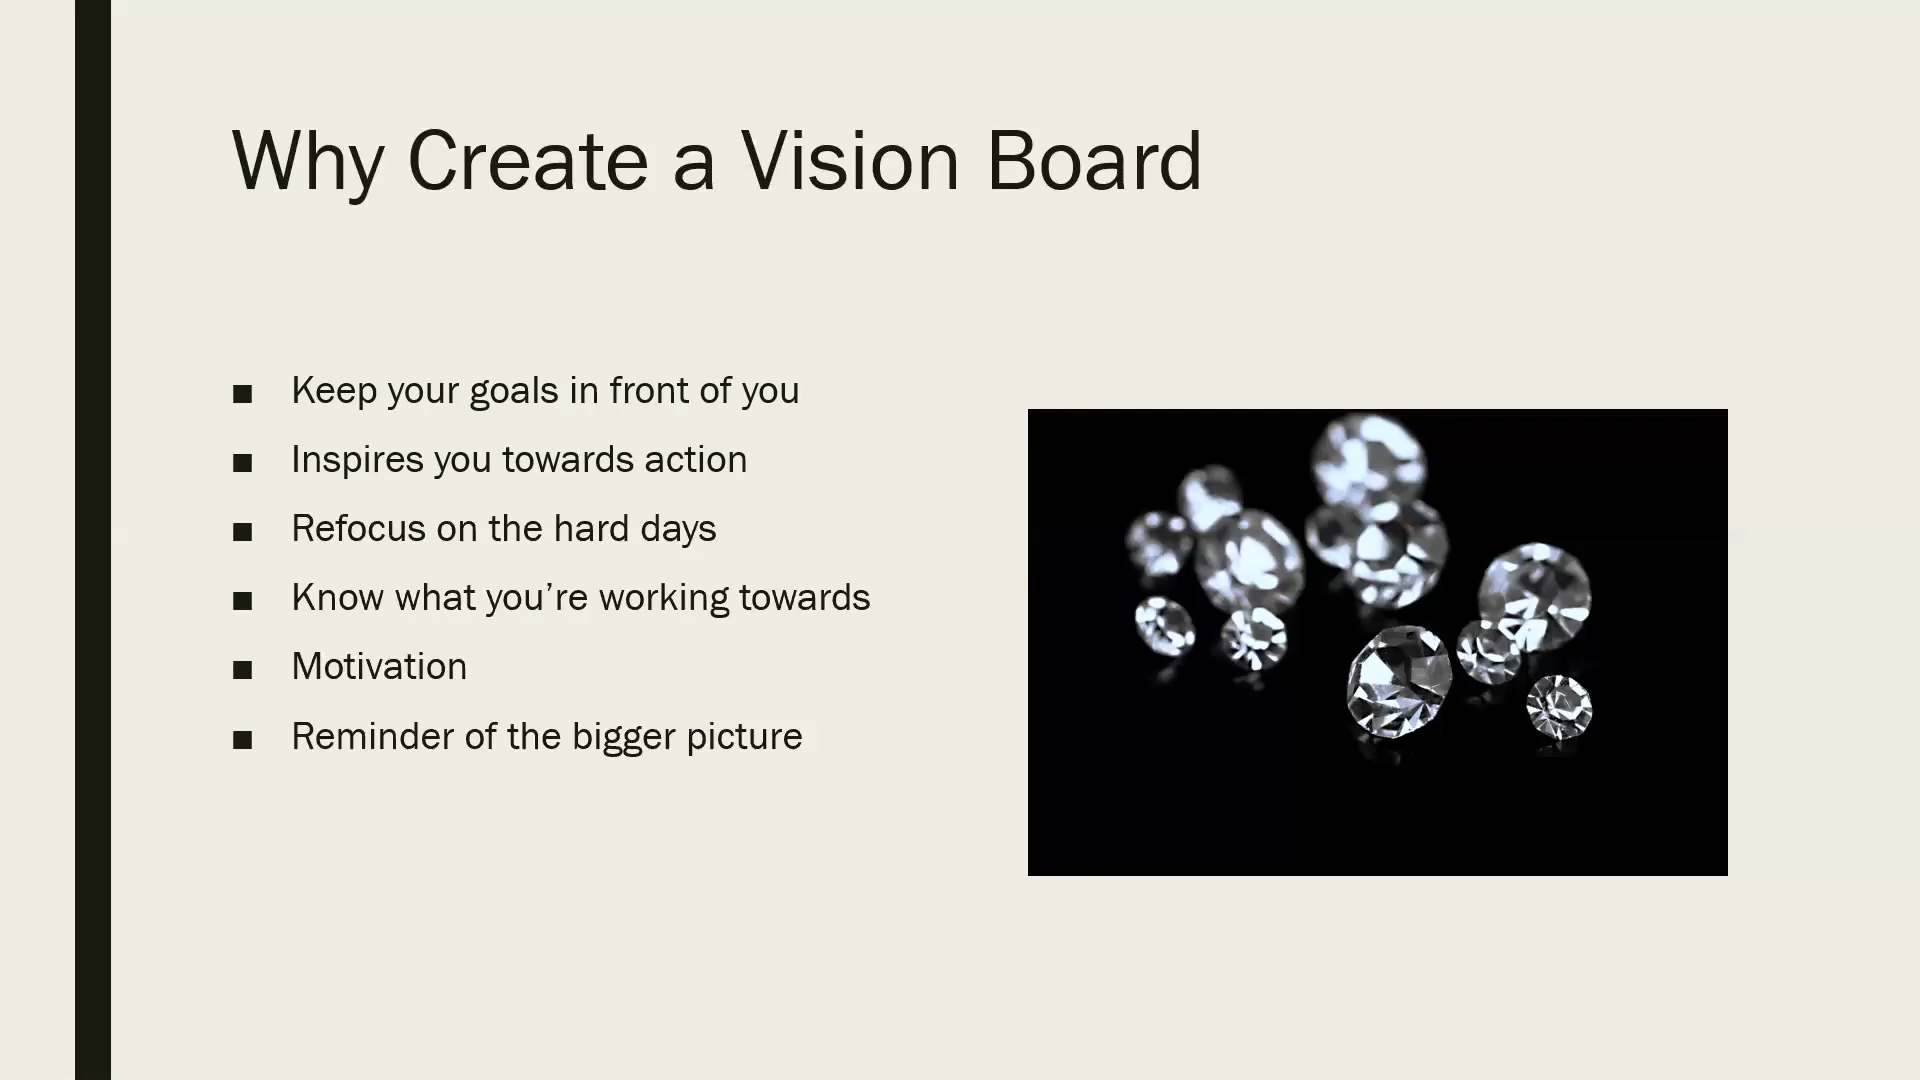 Why Create a Vision Board
■ Keep your goals in front of you
■ Inspires you towards action
■ Refocus on the hard days
■ Know what you’re working towards
■ Motivation
■ Reminder of the bigger picture